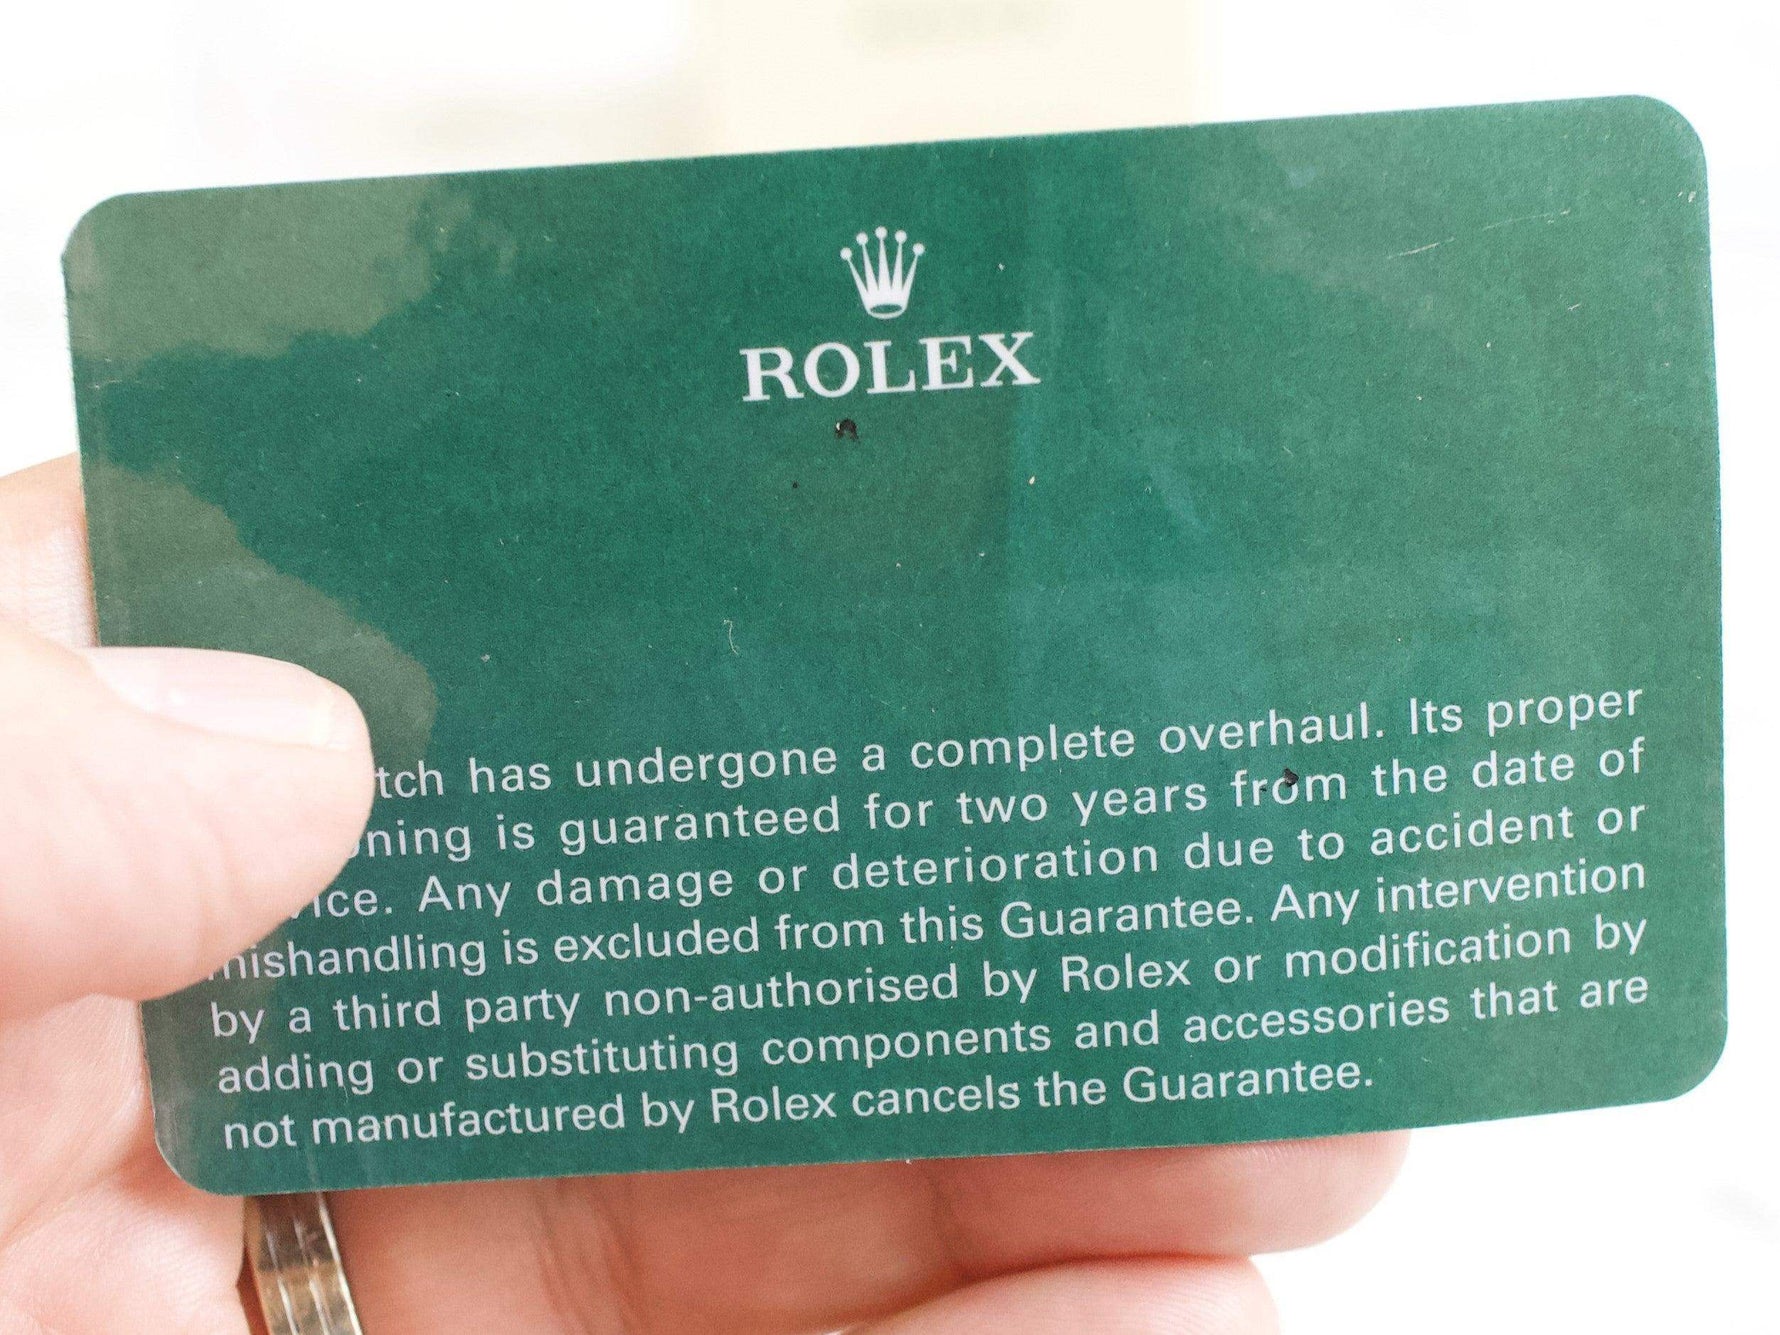 ROLEX
tch has undergone a complete overhaul. Its proper
ning is guaranteed for two years from the date of
ice. Any damage or deterioration due to accident or
mishandling is excluded from this Guarantee. Any intervention
by a third party non-authorised by Rolex or modification by
adding or substituting components and accessories that are
not manufactured by Rolex cancels the Guarantee.